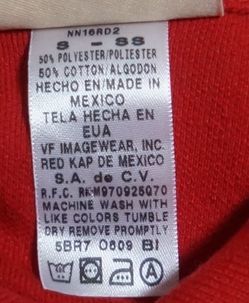 NN16RD2
S - SS
50% POLYESTER/POLIESTER
50% COTTON/ALGODON
HECHO EN/MADE IN
MEXICO
TELA HECHA EN
EUA
VF IMAGEWEAR, INC.
RED KAP DE MEXICO
S.A. de C.V.
R.F.C. RKM970925Q70
MACHINE WASH WITH
LIKE COLORS TUMBLE
DRY REMOVE PROMPTLY
5BR7 0809 BI
A